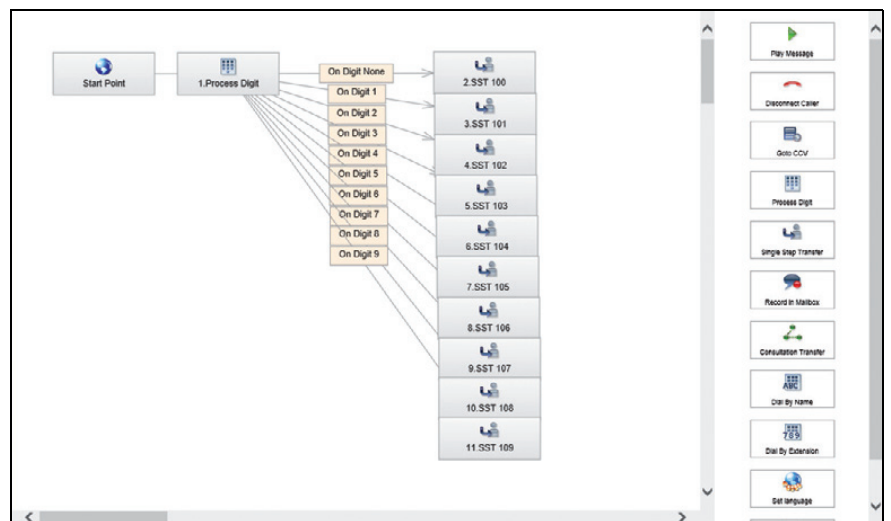 Start Point
1.Process Digit
On Digit None
On Digit 1
On Digit 2
On Digit 3
On Digit 4
On Digit 5
On Digit 6
On Digit 7
On Digit 8
On Digit 9
2.SST 100
3.SST 101
4.SST 102
5.SST 103
6.SST 104
7.SST 105
8.SST 106
9.SST 107
10.SST 108
11.SST 109
Play Message
Disconnect Caller
Goto CCV
Process Digit
Single Step Transfer
Record in Mailbox
Consultation Transfer
ABC
Dial By Name
789
Dial By Extension
Set language